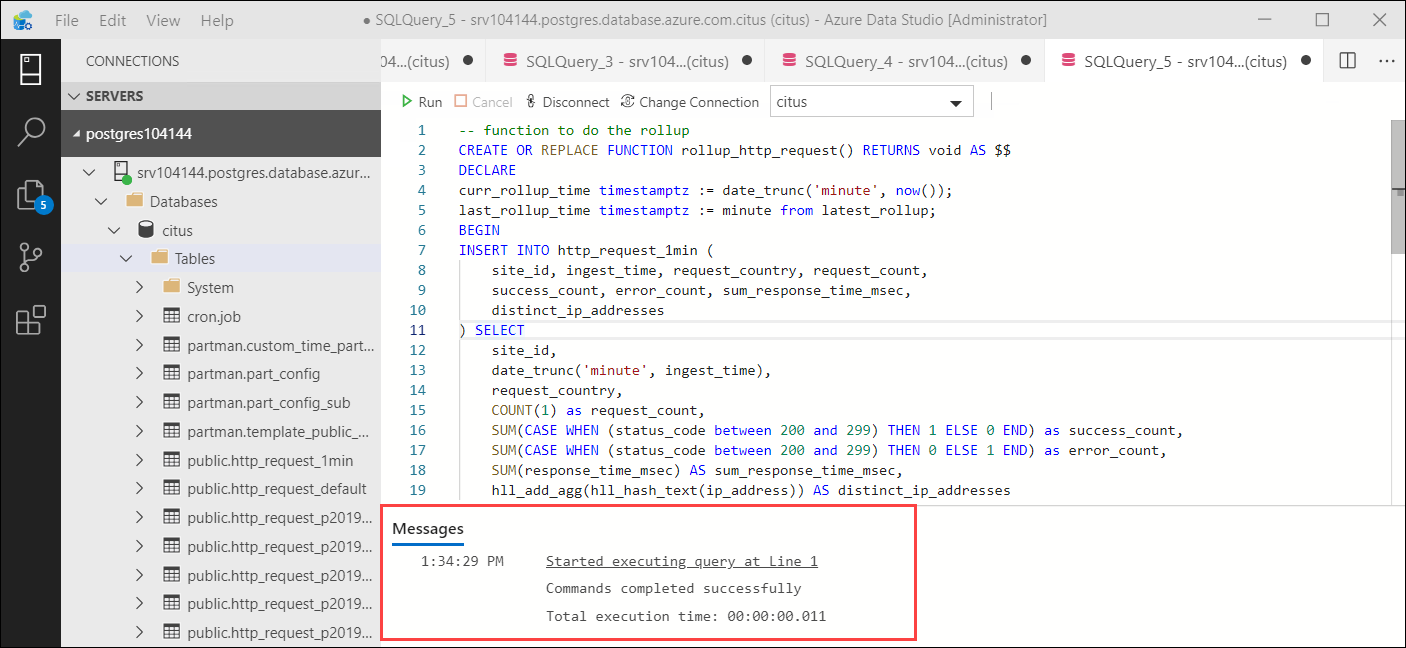 File Edit View Help ● SQLQuery_5 - srv104144.postgres.database.azure.com.citus (citus) - Azure Data Studio [Administrator]
CONNECTIONS
SERVERS
postgres104144
srv104144.postgres.database.azur...
Databases
citus
Tables
System
cron.job
partman.custom_time_part...
partman.part_config
partman.part_config_sub
partman.template_public_...
public.http_request_1min
public.http_request_default
public.http_request_p2019...
public.http_request_p2019...
public.http_request_p2019...
public.http_request_p2019...
public.http_request_p2019...
5
04...(citus) ● SQLQuery_3 - srv104...(citus) ● SQLQuery_4 - srv104...(citus) ● SQLQuery_5 - srv104...(citus) ●
Run Cancel Disconnect Change Connection citus
1 -- function to do the rollup
2 CREATE OR REPLACE FUNCTION rollup_http_request() RETURNS void AS $$
3 DECLARE
4 curr_rollup_time timestamptz := date_trunc('minute', now());
5 last_rollup_time timestamptz := minute from latest_rollup;
6 BEGIN
7 INSERT INTO http_request_1min (
8 site_id, ingest_time, request_country, request_count,
9 success_count, error_count, sum_response_time_msec,
10 distinct_ip_addresses
11 ) SELECT
12 site_id,
13 date_trunc('minute', ingest_time),
14 request_country,
15 COUNT(1) as request_count,
16 SUM(CASE WHEN (status_code between 200 and 299) THEN 1 ELSE 0 END) as success_count,
17 SUM(CASE WHEN (status_code between 200 and 299) THEN 0 ELSE 1 END) as error_count,
18 SUM(response_time_msec) AS sum_response_time_msec,
19 hll_add_agg(hll_hash_text(ip_address)) AS distinct_ip_addresses
Messages
1:34:29 PM Started executing query at Line 1
Commands completed successfully
Total execution time: 00:00:00.011